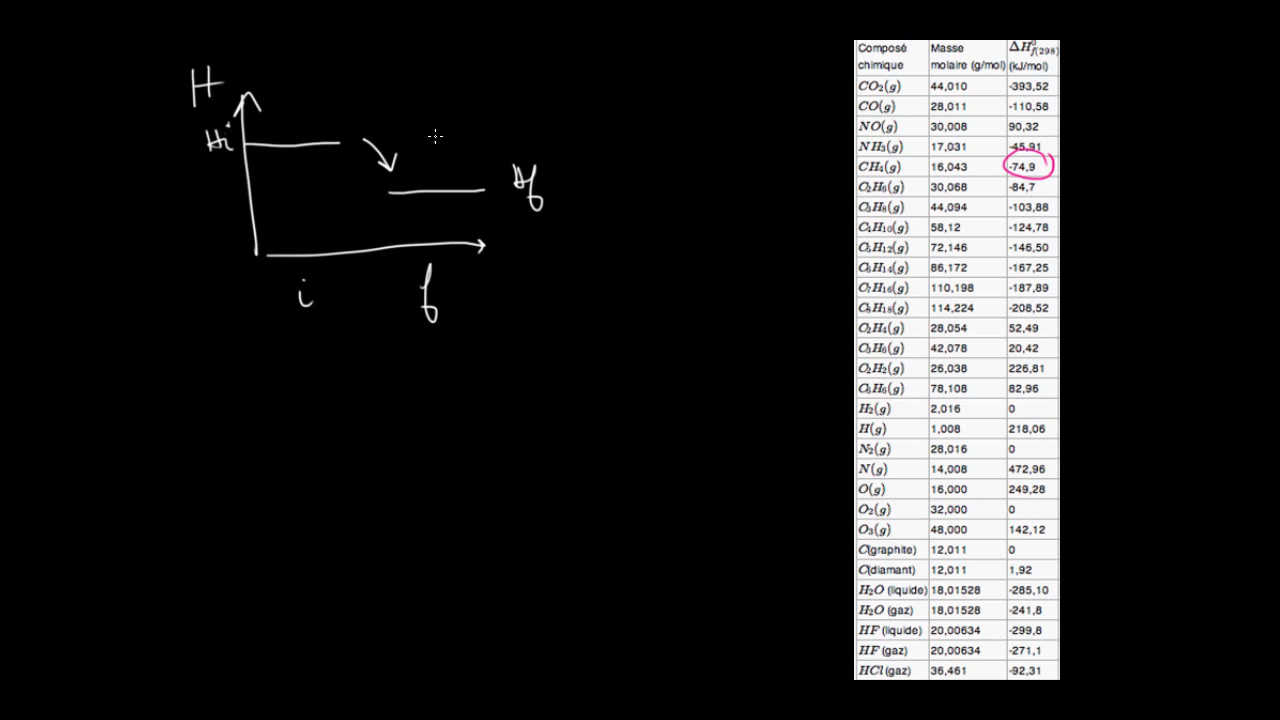 H
Hi
Hf
i
f
Composé chimique Masse molaire (g/mol) ΔH⁰f(298) (kJ/mol)
CO₂(g) 44,010 -393,52
CO(g) 28,011 -110,58
NO(g) 30,008 90,32
NH₃(g) 17,031 -45,91
CH₄(g) 16,043 -74,9
C₂H₆(g) 30,068 -84,7
C₃H₈(g) 44,094 -103,88
C₄H₁₀(g) 58,12 -124,78
C₅H₁₂(g) 72,146 -146,50
C₆H₁₄(g) 86,172 -167,25
C₇H₁₆(g) 110,198 -187,89
C₈H₁₈(g) 114,224 -208,52
C₂H₄(g) 28,054 52,49
C₃H₆(g) 42,078 20,42
C₂H₂(g) 26,038 226,81
C₆H₆(g) 78,108 82,96
H₂(g) 2,016 0
H(g) 1,008 218,06
N₂(g) 28,016 0
N(g) 14,008 472,96
O(g) 16,000 249,28
O₂(g) 32,000 0
O₃(g) 48,000 142,12
C(graphite) 12,011 0
C(diamant) 12,011 1,92
H₂O (liquide) 18,01528 -285,10
H₂O (gaz) 18,01528 -241,8
HF (liquide) 20,00634 -299,8
HF (gaz) 20,00634 -271,1
HCl (gaz) 36,461 -92,31